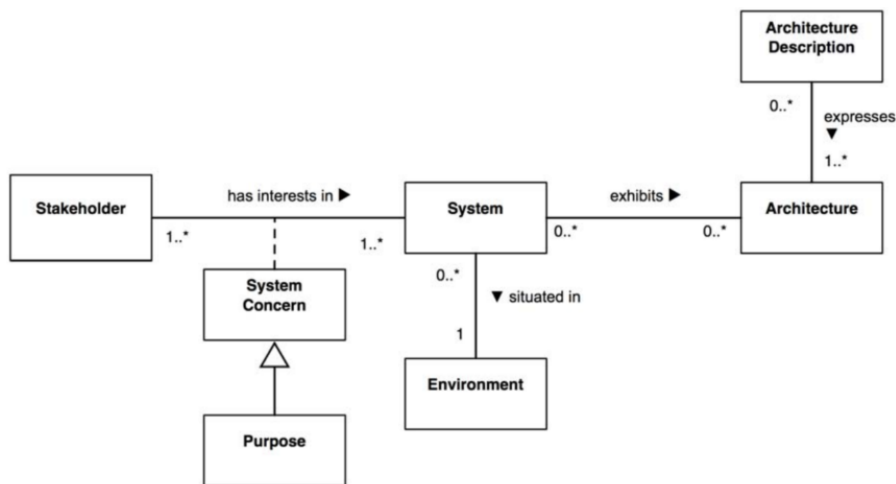 Architecture
Description
0..*
expresses
▼
1..*
Stakeholder
has interests in ▶
System
exhibits ▶
Architecture
1..*
1..*
0..*
0..*
System
Concern
0..*
▼ situated in
1
Environment
Purpose